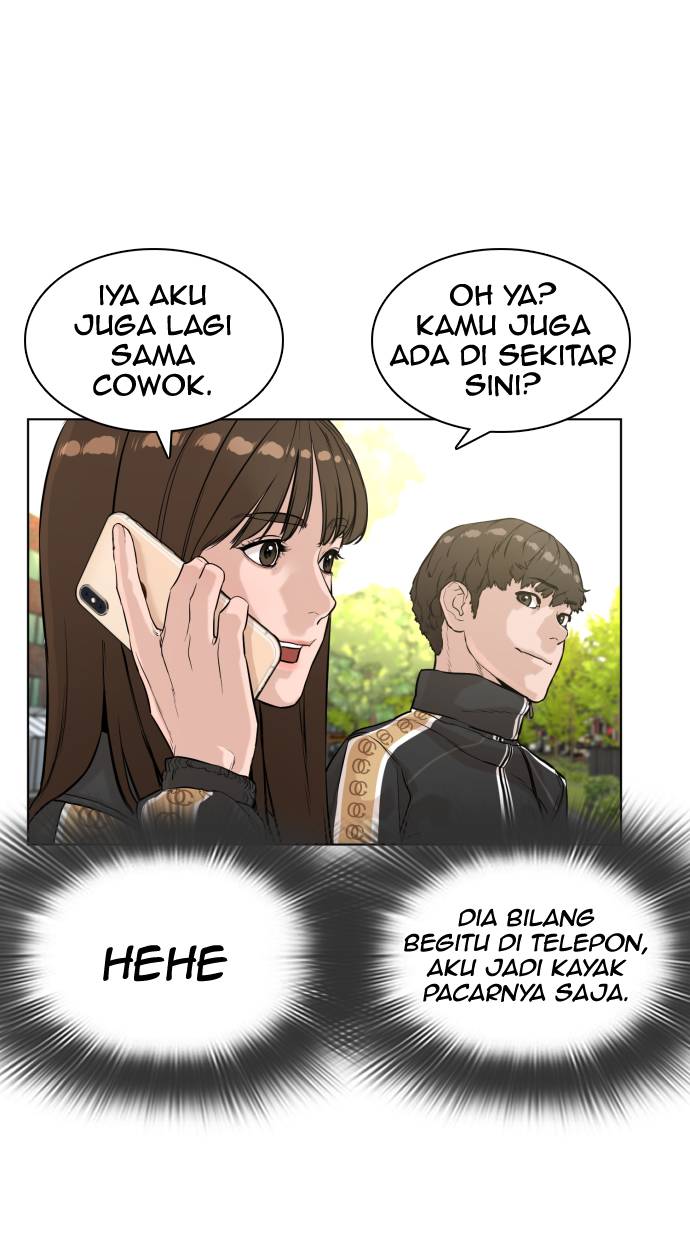 IYA AKU
JUGA LAGI
SAMA
COWOK.
OH YA?
KAMU JUGA
ADA DI SEKITAR
SINI?
HEHE
DIA BILANG
BEGITU DI TELEPON,
AKU JADI KAYAK
PACARNYA SAJA.